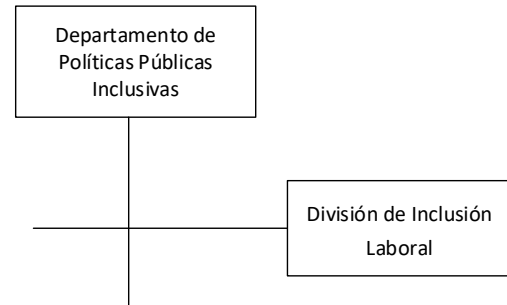 Departamento de
Políticas Públicas
Inclusivas
División de Inclusión
Laboral